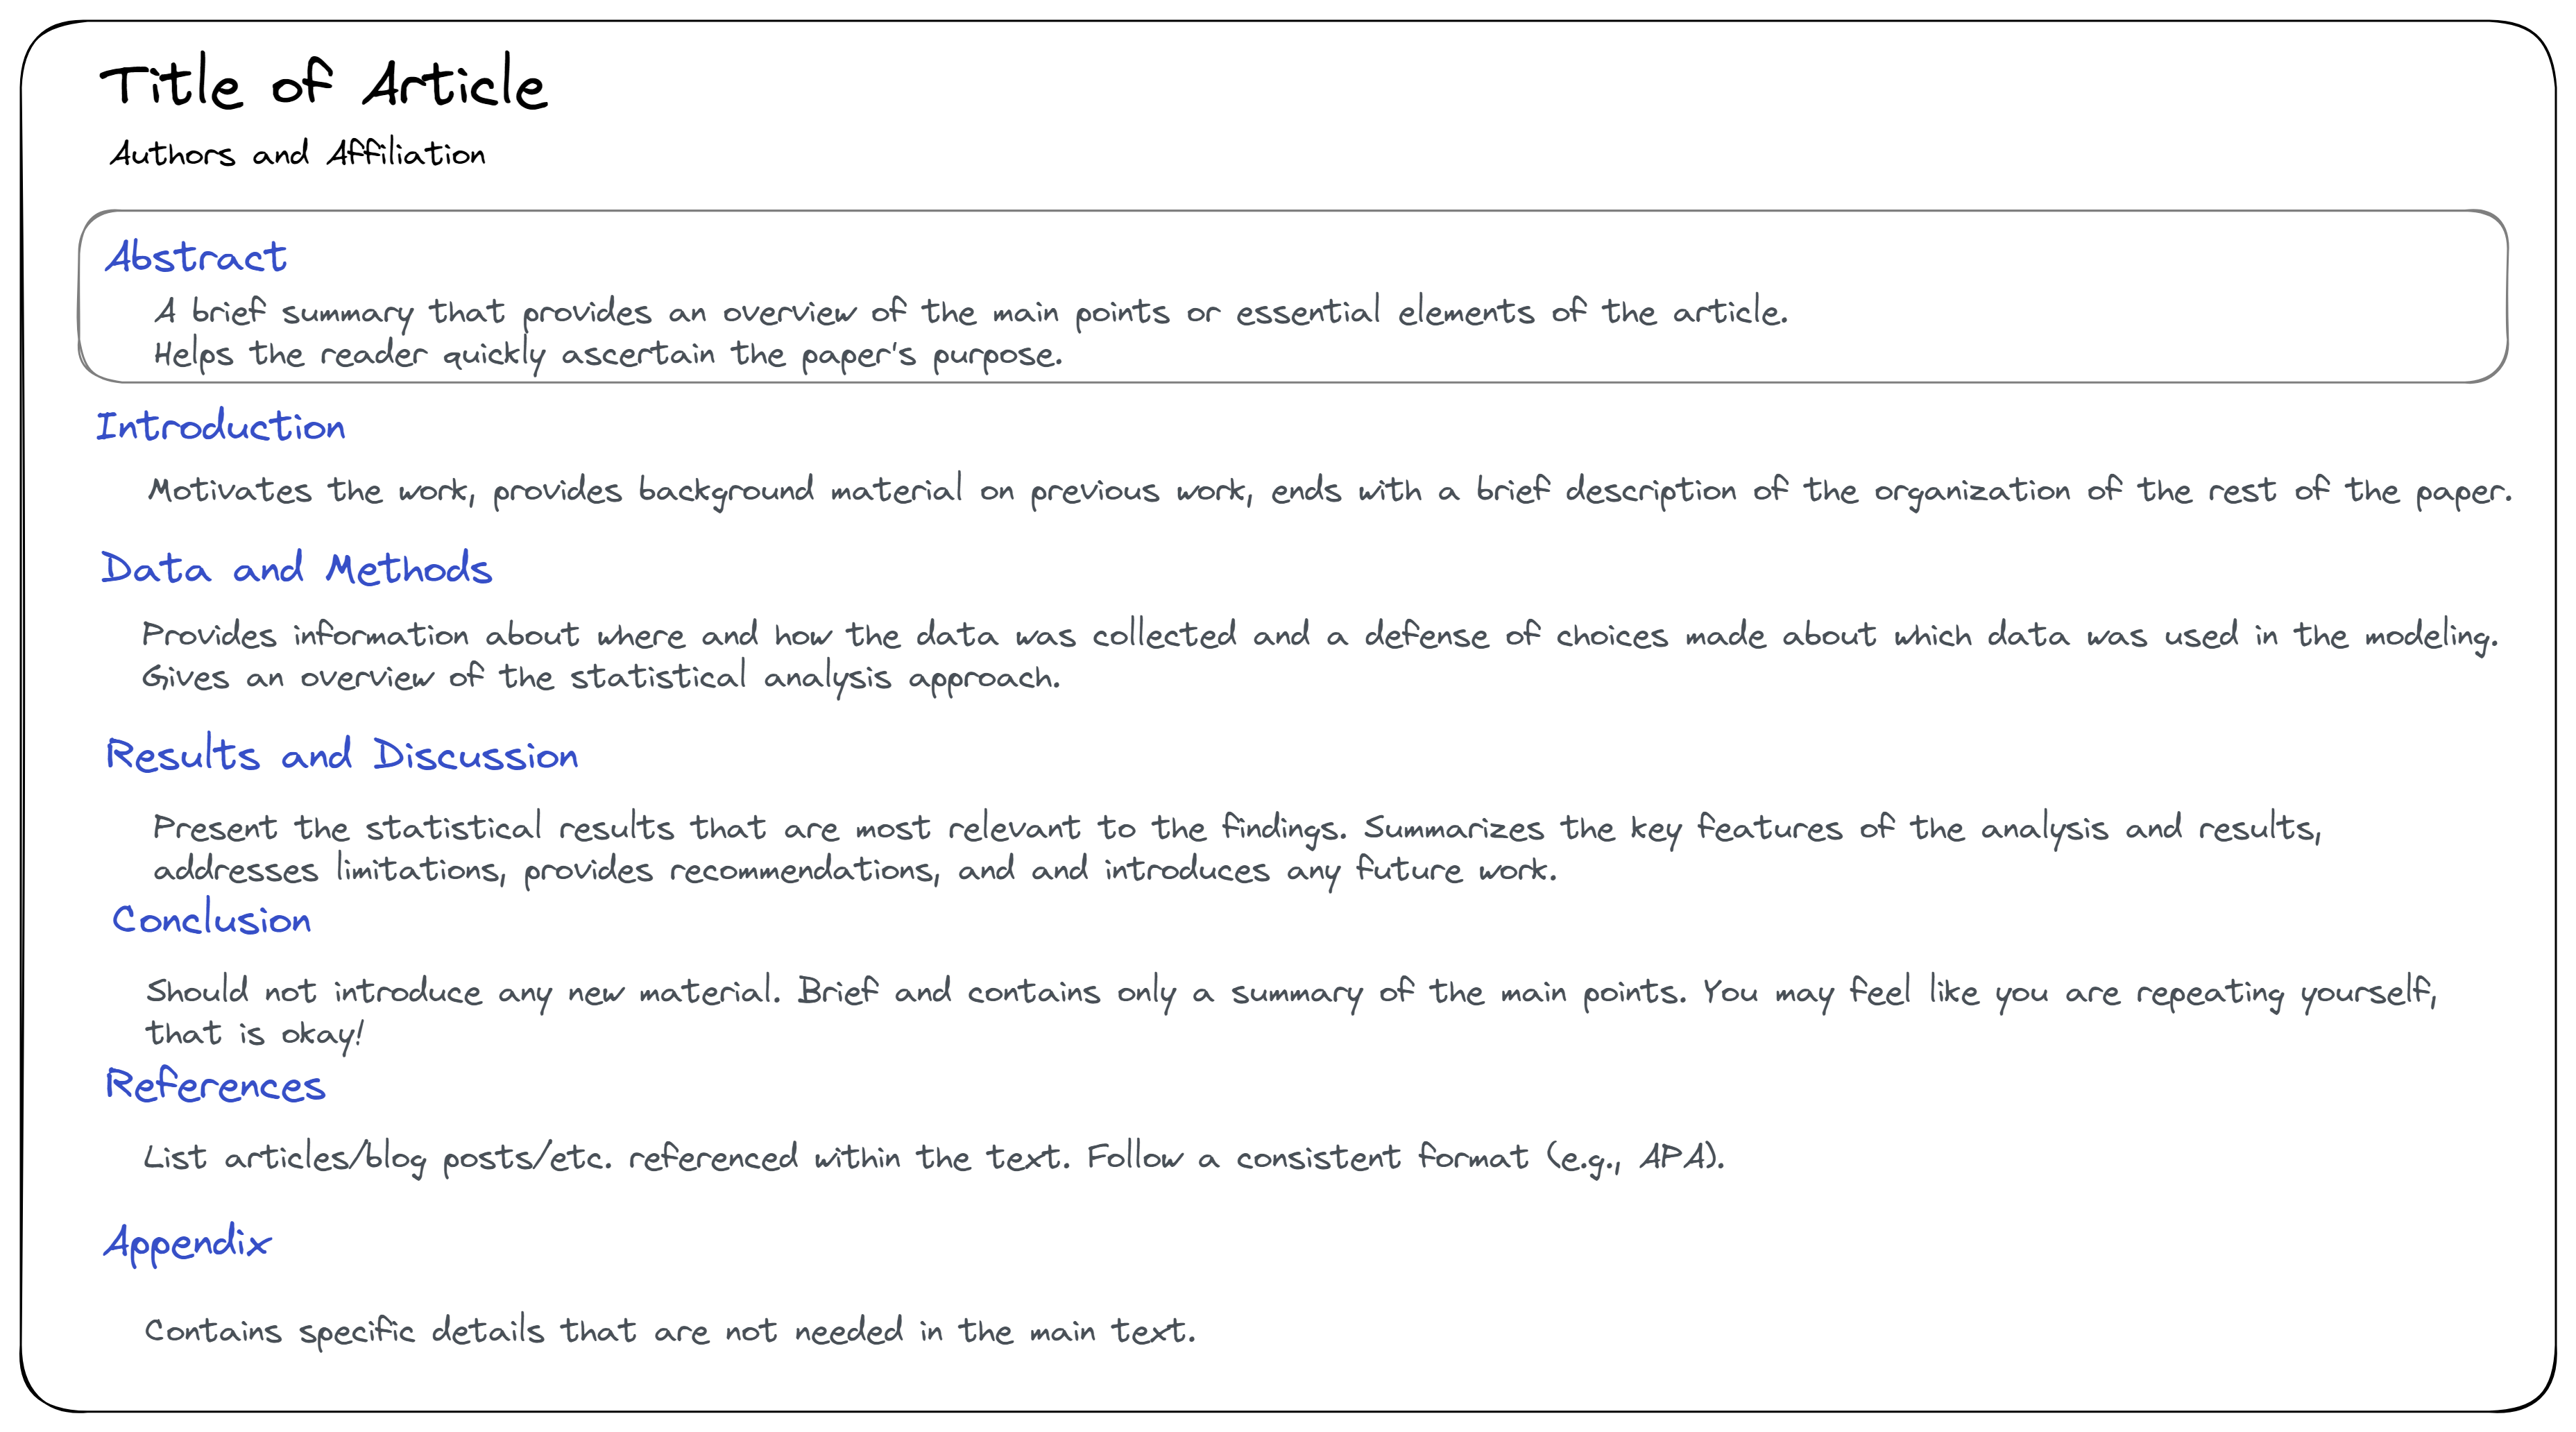 Title of Article
Authors and Affiliation
Abstract
A brief summary that provides an overview of the main points or essential elements of the article.
Helps the reader quickly ascertain the paper's purpose.
Introduction
Motivates the work, provides background material on previous work, ends with a brief description of the organization of the rest of the paper.
Data and Methods
Provides information about where and how the data was collected and a defense of choices made about which data was used in the modeling.
Gives an overview of the statistical analysis approach.
Results and Discussion
Present the statistical results that are most relevant to the findings. Summarizes the key features of the analysis and results,
addresses limitations, provides recommendations, and and introduces any future work.
Conclusion
Should not introduce any new material. Brief and contains only a summary of the main points. You may feel like you are repeating yourself,
that is okay!
References
List articles/blog posts/etc. referenced within the text. Follow a consistent format (e.g., APA).
Appendix
Contains specific details that are not needed in the main text.